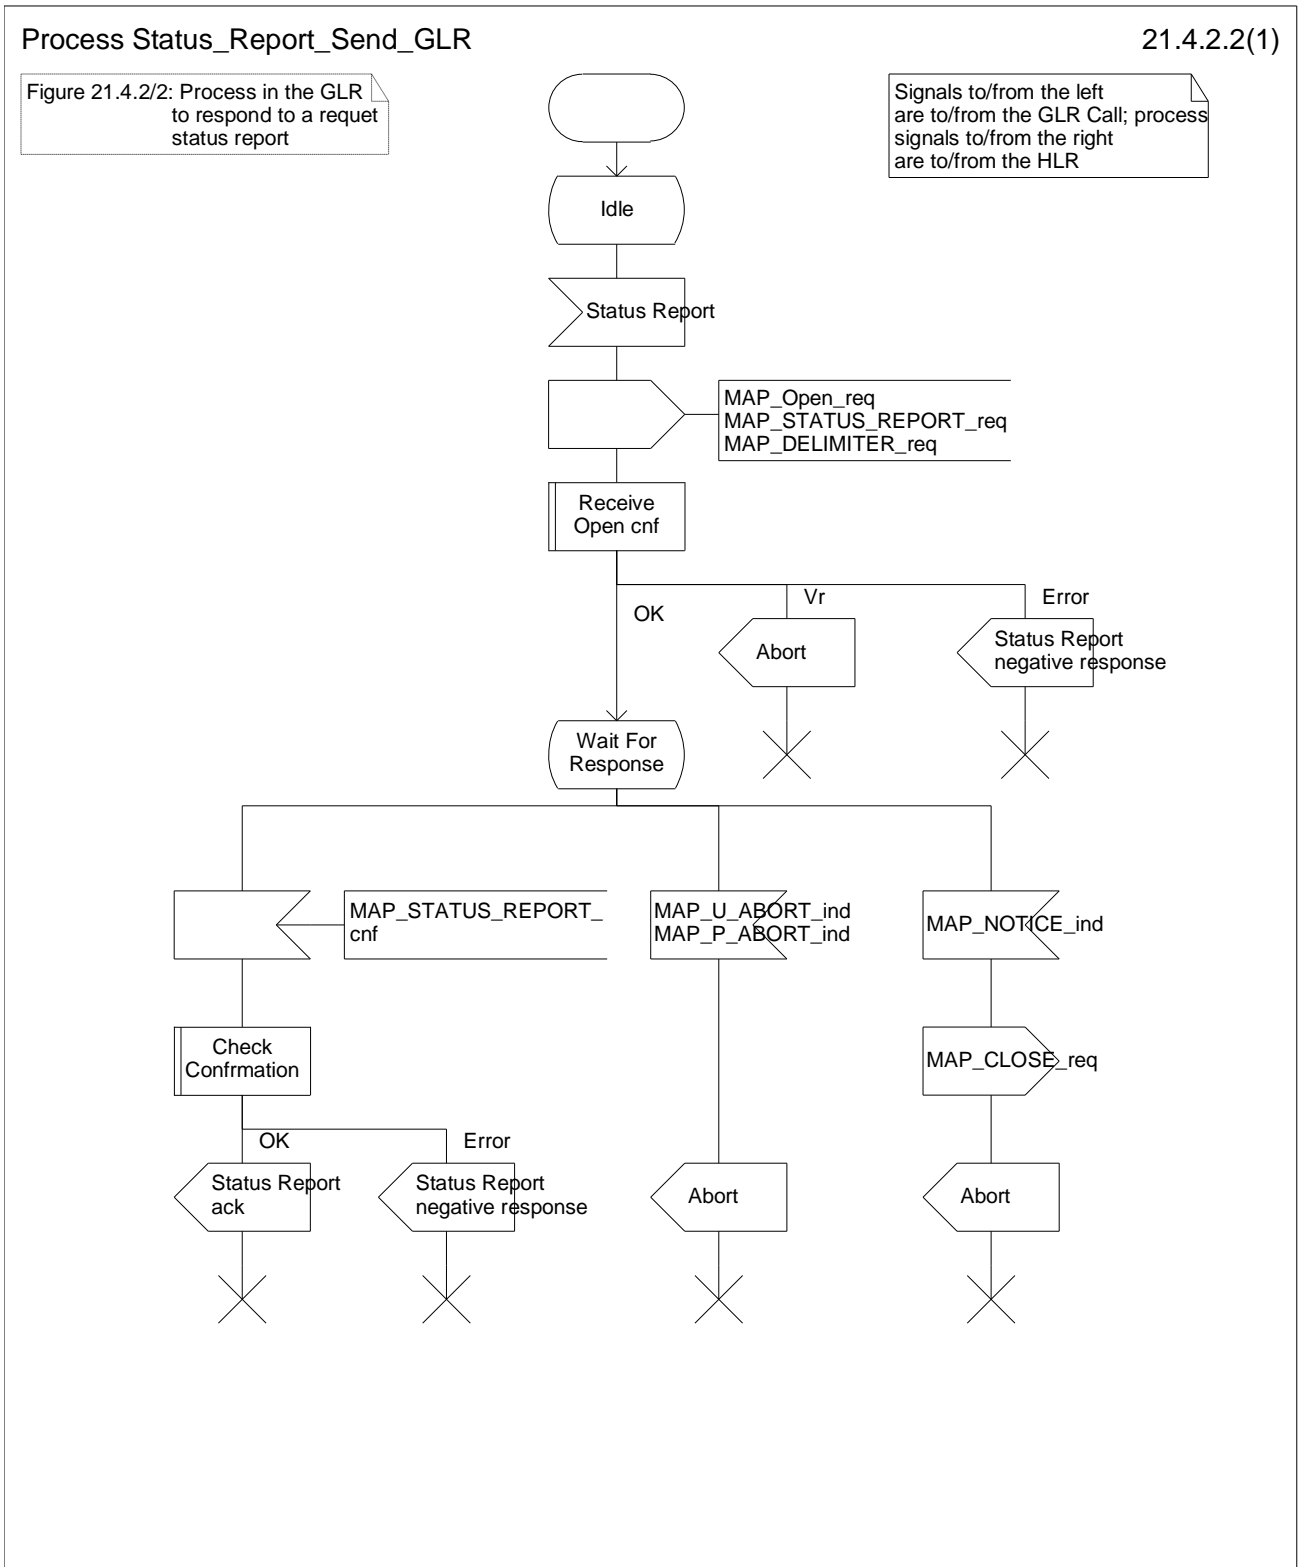 Process Status_Report_Send_GLR
21.4.2.2(1)
Figure 21.4.2/2: Process in the GLR
to respond to a requet
status report
Signals to/from the left
are to/from the GLR Call; process
signals to/from the right
are to/from the HLR
Idle
Status Report
MAP_Open_req
MAP_STATUS_REPORT_req
MAP_DELIMITER_req
Receive
Open cnf
OK
Vr
Error
Abort
Status Report
negative response
Wait For
Response
MAP_STATUS_REPORT_
cnf
MAP_U_ABORT_ind
MAP_P_ABORT_ind
MAP_NOTICE_ind
Check
Confrmation
MAP_CLOSE_req
OK
Error
Status Report
ack
Status Report
negative response
Abort
Abort